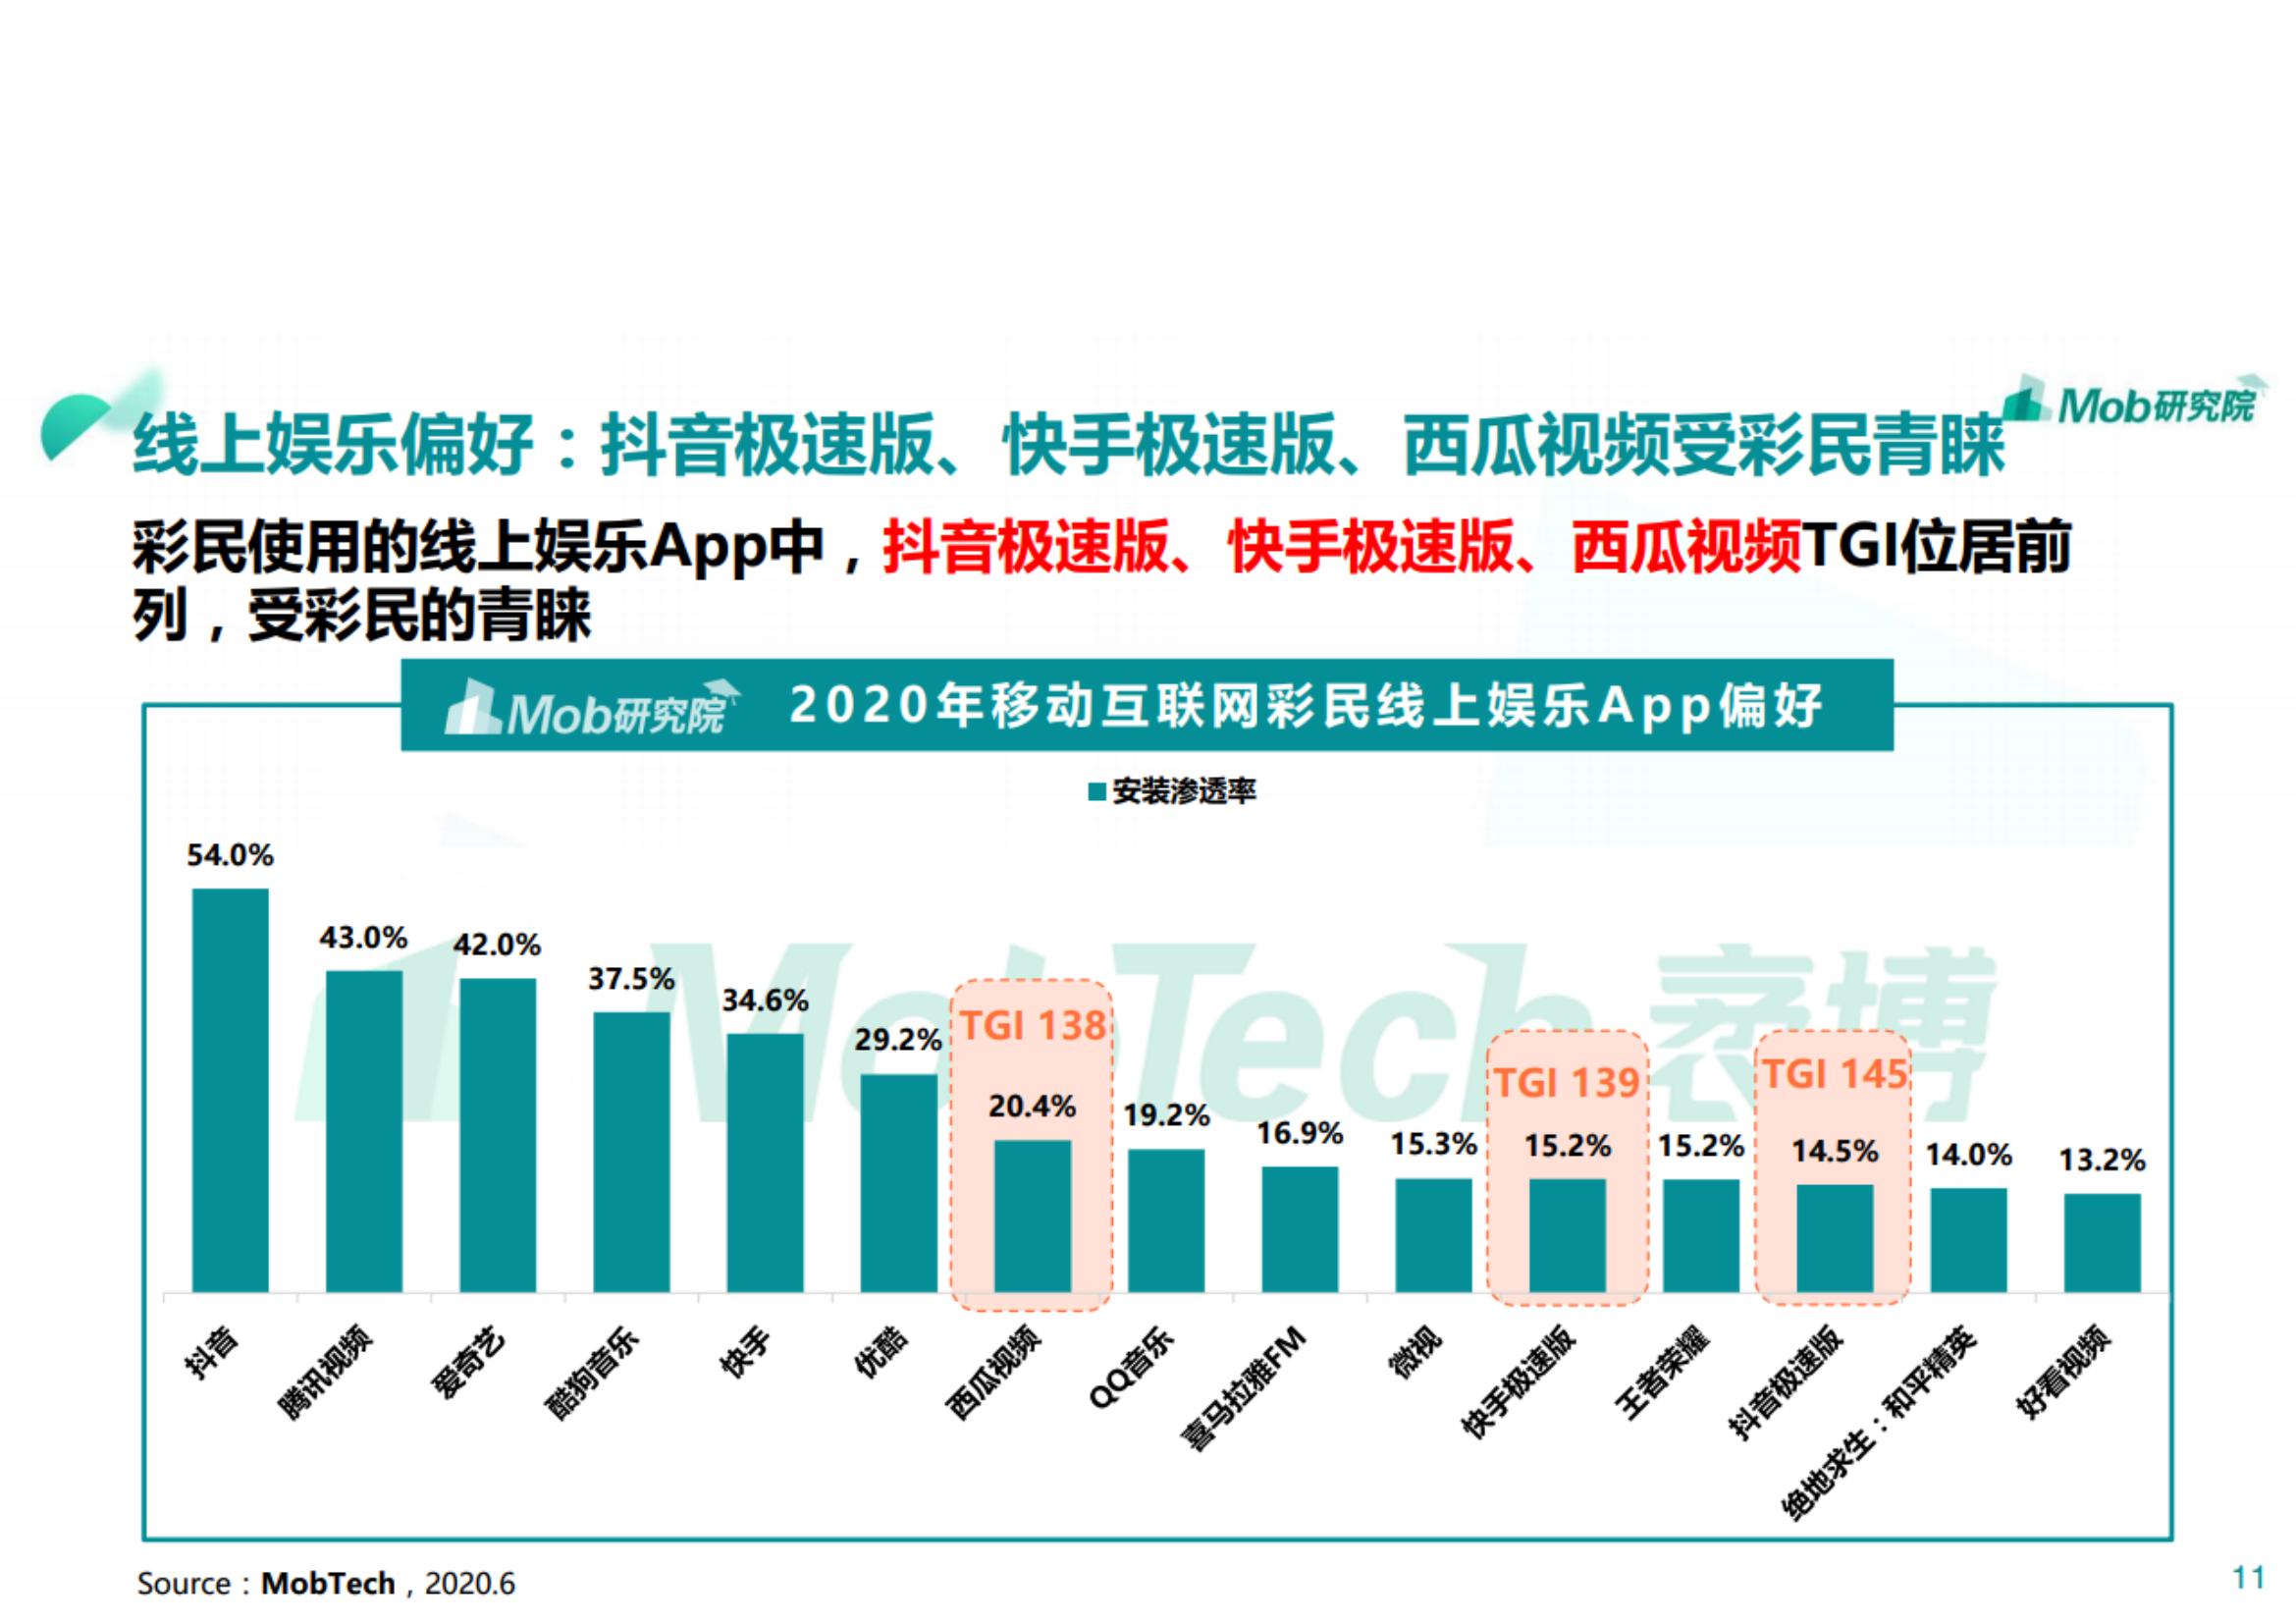 Mob研究院
线上娱乐偏好：抖音极速版、快手极速版、西瓜视频受彩民青睐
彩民使用的线上娱乐App中，抖音极速版、快手极速版、西瓜视频TGI位居前
列，受彩民的青睐
Mob研究院 2020年移动互联网彩民线上娱乐App偏好
安装渗透率
MobTech 袤博
54.0%
43.0%
42.0%
37.5%
34.6%
29.2%
TGI 138
20.4%
19.2%
16.9%
15.3%
TGI 139
15.2%
15.2%
TGI 145
14.5%
14.0%
13.2%
抖音
腾讯视频
爱奇艺
酷狗音乐
快手
优酷
西瓜视频
QQ音乐
喜马拉雅FM
微视
快手极速版
王者荣耀
抖音极速版
绝地求生：和平精英
好看视频
Source：MobTech，2020.6
11